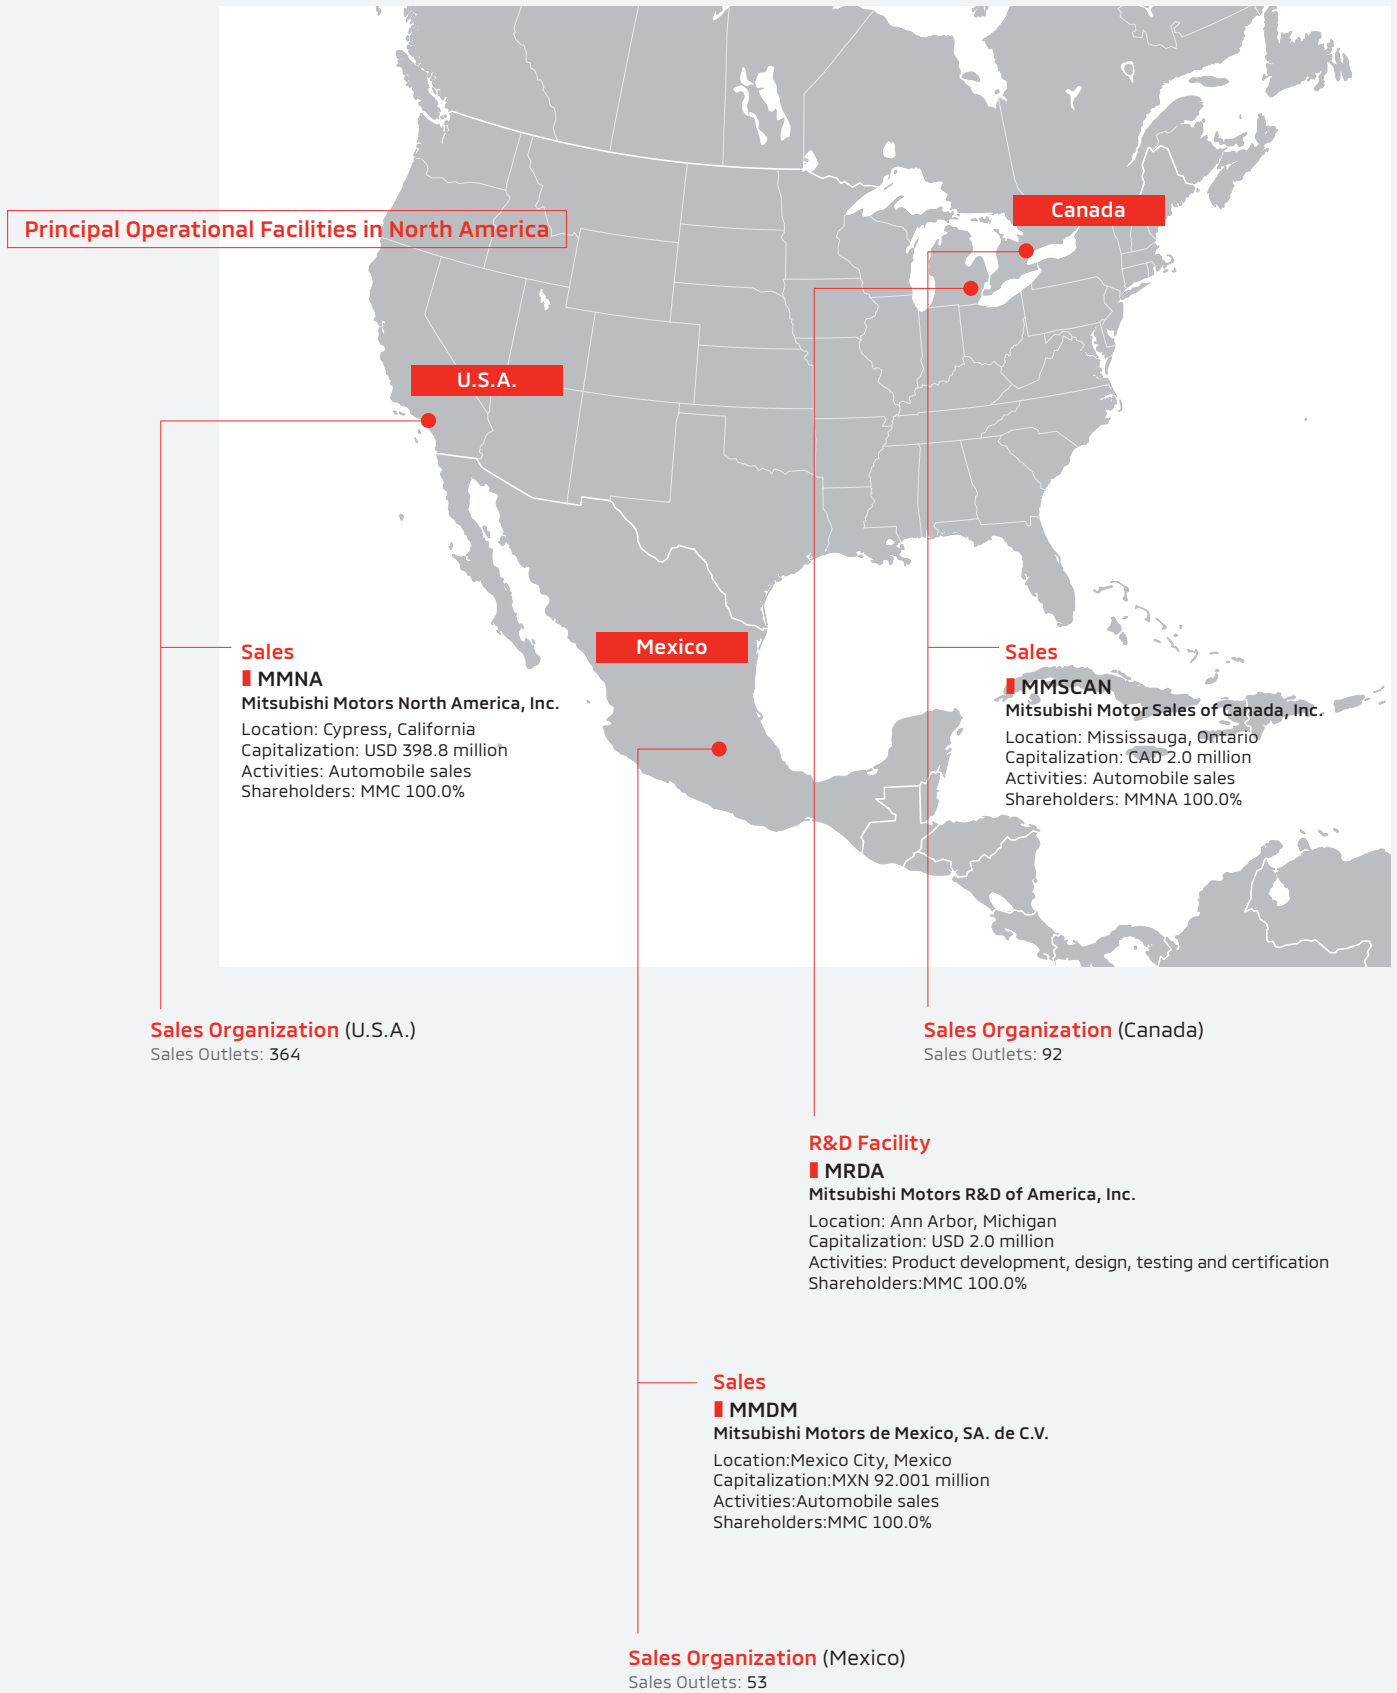 Canada
Principal Operational Facilities in North America
U.S.A.
Mexico
Sales
MMNA
Mitsubishi Motors North America, Inc.
Location: Cypress, California
Capitalization: USD 398.8 million
Activities: Automobile sales
Shareholders: MMC 100.0%
Sales
MMSCAN
Mitsubishi Motor Sales of Canada, Inc.
Location: Mississauga, Ontario
Capitalization: CAD 2.0 million
Activities: Automobile sales
Shareholders: MMNA 100.0%
Sales Organization (U.S.A.)
Sales Outlets: 364
Sales Organization (Canada)
Sales Outlets: 92
R&D Facility
MRDA
Mitsubishi Motors R&D of America, Inc.
Location: Ann Arbor, Michigan
Capitalization: USD 2.0 million
Activities: Product development, design, testing and certification
Shareholders:MMC 100.0%
Sales
MMDM
Mitsubishi Motors de Mexico, SA. de C.V.
Location:Mexico City, Mexico
Capitalization:MXN 92.001 million
Activities:Automobile sales
Shareholders:MMC 100.0%
Sales Organization (Mexico)
Sales Outlets: 53